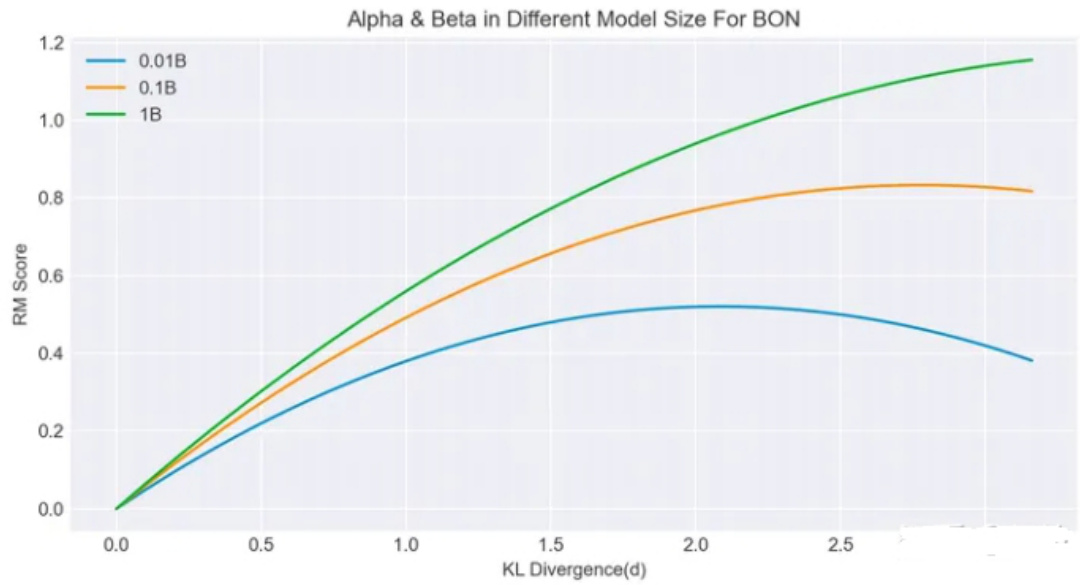 Alpha & Beta in Different Model Size For BON
1.2
0.01B
0.1B
1B
1.0
0.8
0.6
0.4
0.2
0.0
RM Score
0.0 0.5 1.0 1.5 2.0 2.5
KL Divergence(d)